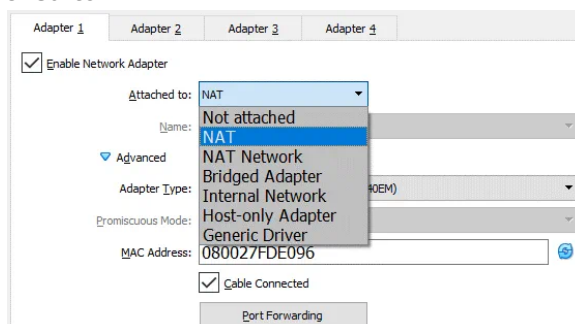 Adapter 1 Adapter 2 Adapter 3 Adapter 4
Enable Network Adapter
Attached to: NAT
Not attached
Name:
NAT
Advanced
NAT Network
Bridged Adapter
Adapter Type: 40EM)
Internal Network
Host-only Adapter
Promiscuous Mode:
Generic Driver
MAC Address: 080027FDE096
Cable Connected
Port Forwarding